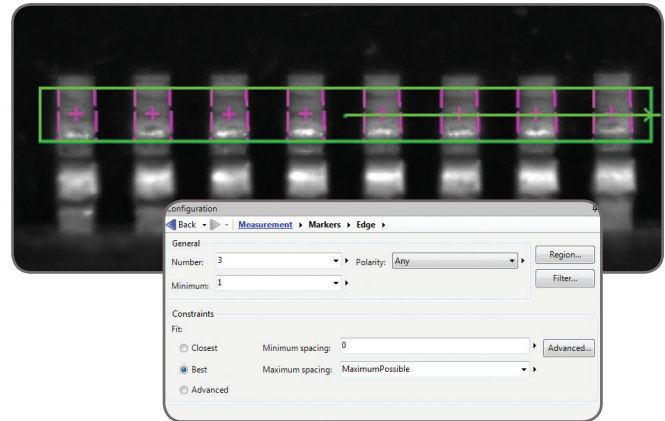 Configuration
Back Measurement Markers Edge
General
Number: 3 Polarity: Any Region...
Minimum: 1 Filter...
Constraints
Fit:
Closest Minimum spacing: 0 Advanced...
Best Maximum spacing: MaximumPossible
Advanced